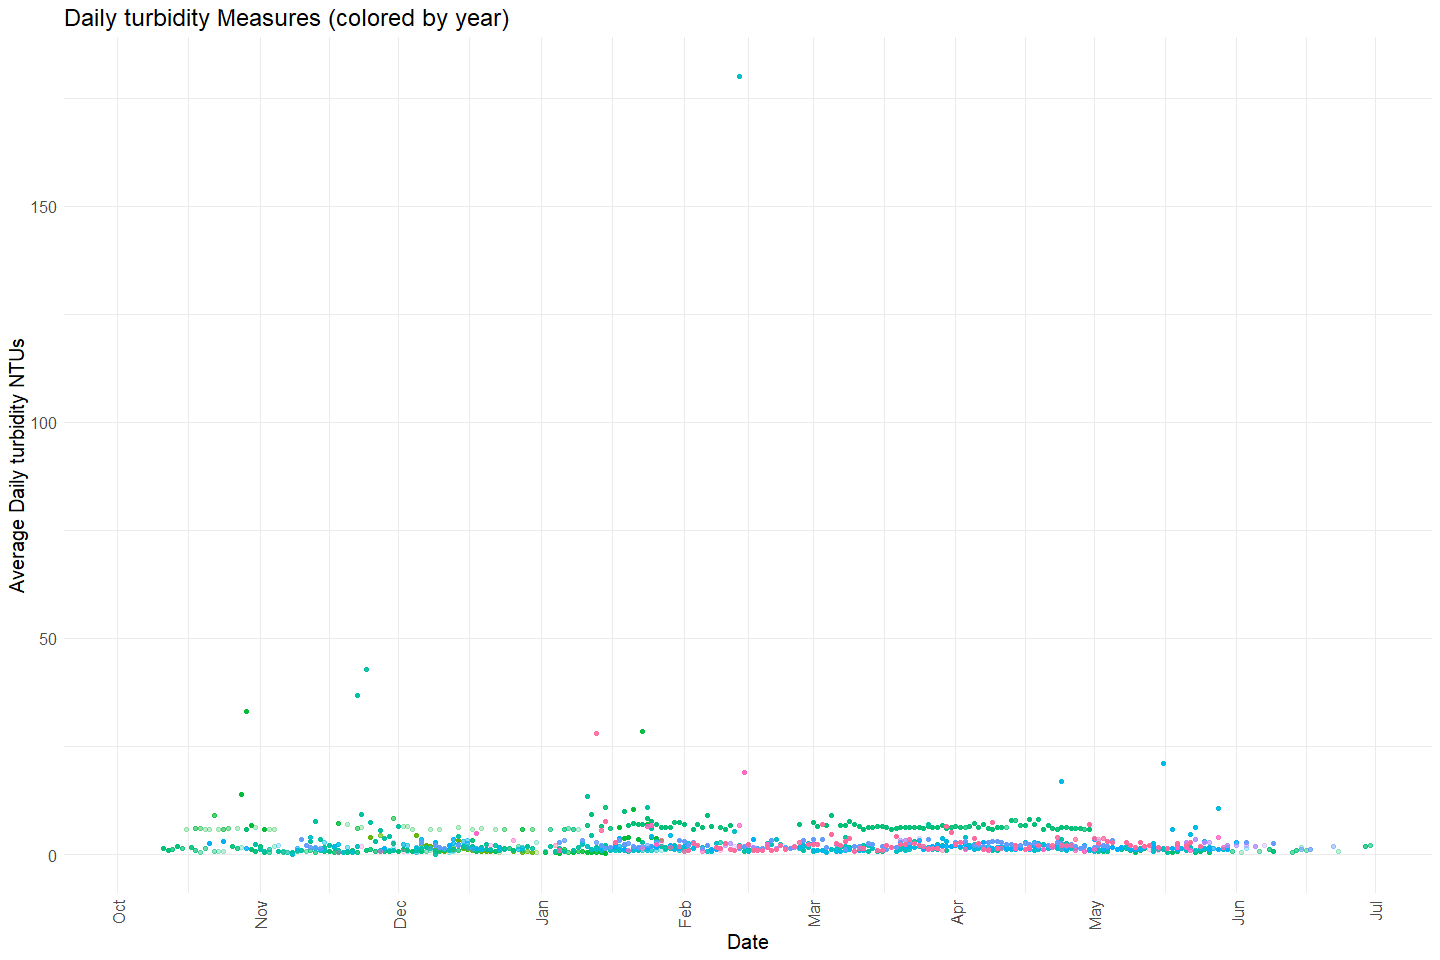 Daily turbidity Measures (colored by year)
Average Daily turbidity NTUs
150
100
50
0
Oct
Nov
Dec
Jan
Feb
Mar
Apr
May
Jun
Jul
Date